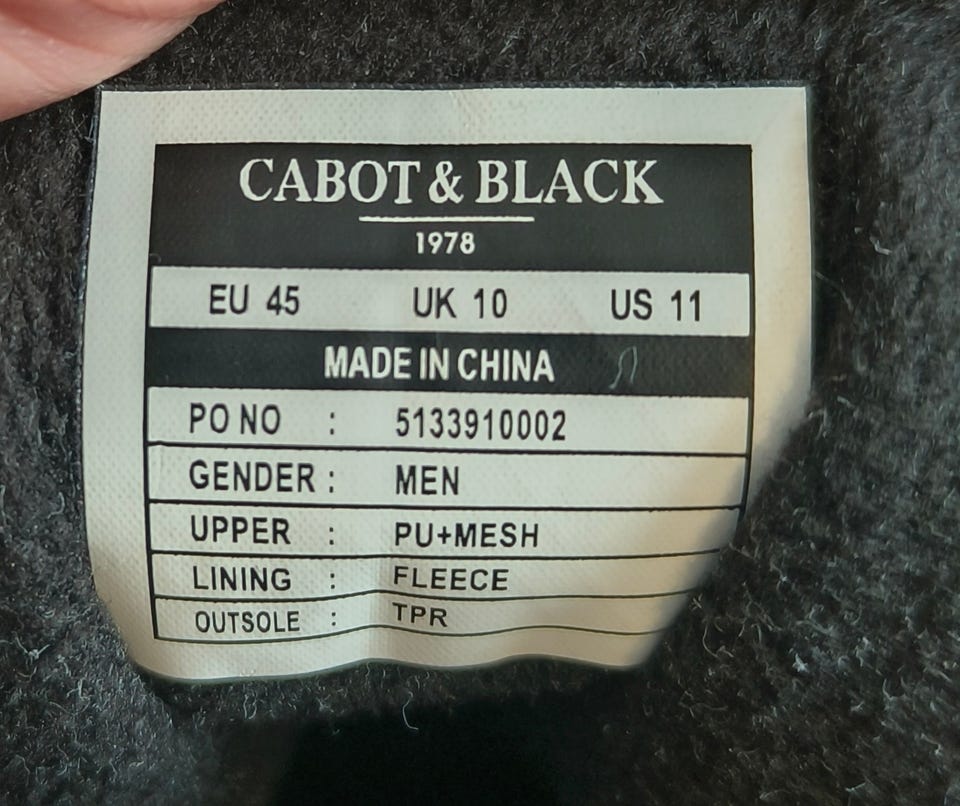 CABOT & BLACK
1978
EU 45 UK 10 US 11
MADE IN CHINA
PO NO : 5133910002
GENDER : MEN
UPPER : PU+MESH
LINING : FLEECE
OUTSOLE : TPR